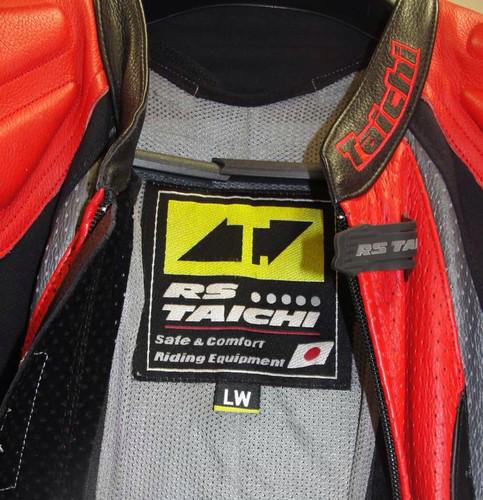 Taichi
RS TAI
RS
TAICHI
Safe & Comfort
Riding Equipment
LW